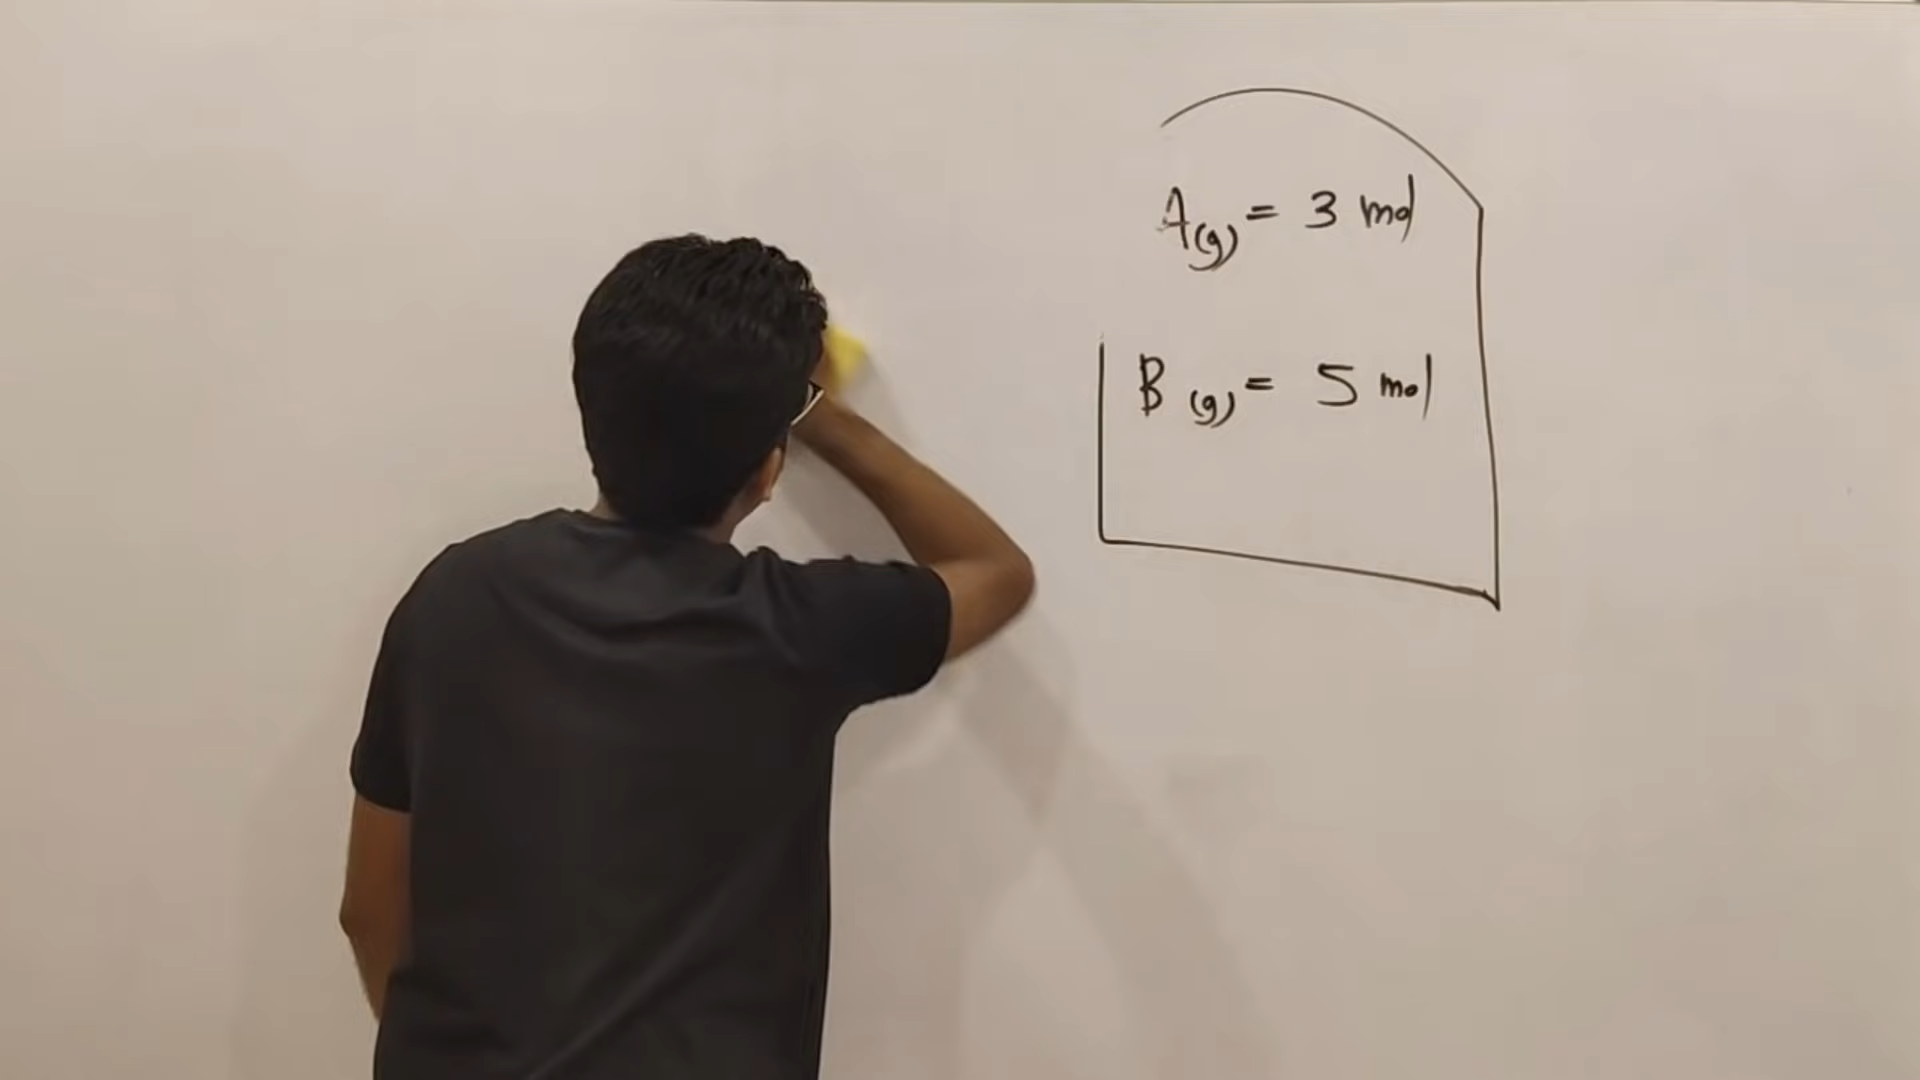 A(g) = 3 mol
B (g) = 5 mol